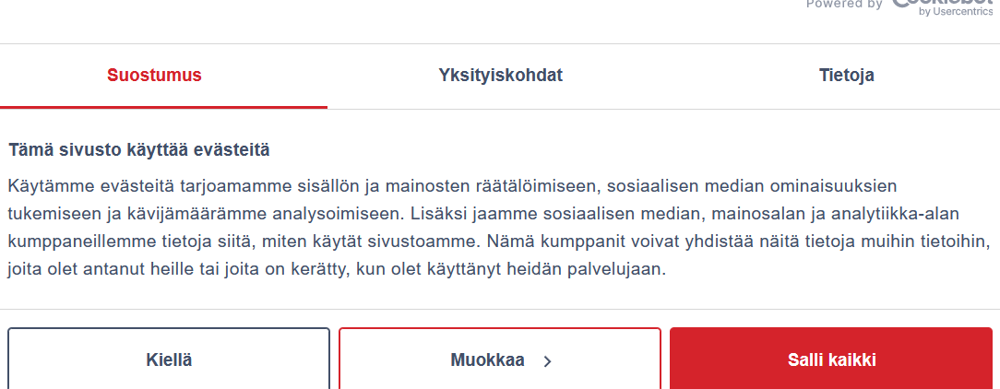 Powered by
by Usercentrics
Suostumus
Yksityiskohdat
Tietoja
Tämä sivusto käyttää evästeitä
Käytämme evästeitä tarjoamamme sisällön ja mainosten räätälöimiseen, sosiaalisen median ominaisuuksien
tukemiseen ja kävijämäärämme analysoimiseen. Lisäksi jaamme sosiaalisen median, mainosalan ja analytiikka-alan
kumppaneillemme tietoja siitä, miten käytät sivustoamme. Nämä kumppanit voivat yhdistää näitä tietoja muihin tietoihin,
joita olet antanut heille tai joita on kerätty, kun olet käyttänyt heidän palvelujaan.
Kiellä
Muokkaa
Salli kaikki